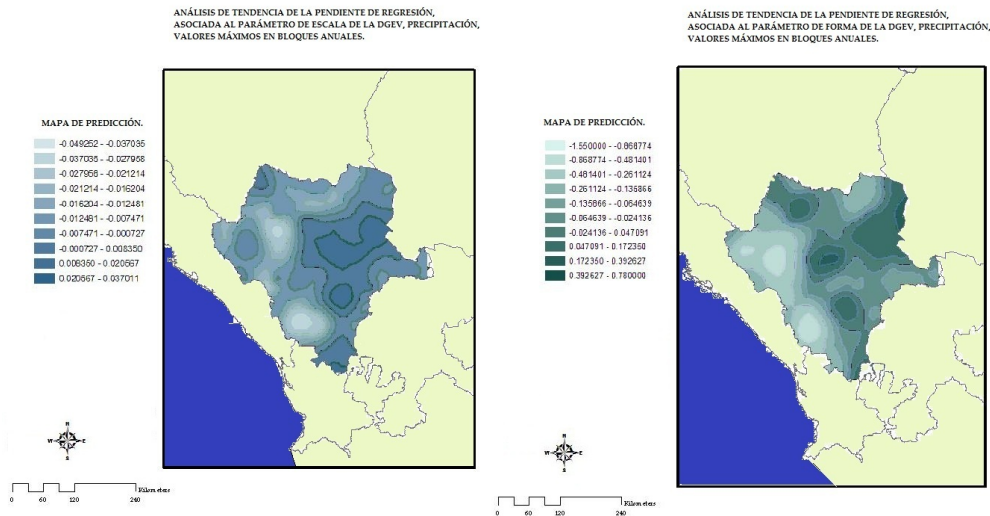 ANÁLISIS DE TENDENCIA DE LA PENDIENTE DE REGRESIÓN,
ASOCIADA AL PARÁMETRO DE ESCALA DE LA DGEV, PRECIPITACIÓN,
VALORES MÁXIMOS EN BLOQUES ANUALES.
MAPA DE PREDICCIÓN.
-0.049252 - -0.037035
-0.037035 - -0.027958
-0.027958 - -0.021214
-0.021214 - -0.016204
-0.016204 - -0.012481
-0.012481 - -0.007471
-0.007471 - -0.000727
-0.000727 - 0.008350
0.008350 - 0.020567
0.020567 - 0.037011
N
W E
S
Kilometers
0 60 120 240
ANÁLISIS DE TENDENCIA DE LA PENDIENTE DE REGRESIÓN,
ASOCIADA AL PARÁMETRO DE FORMA DE LA DGEV, PRECIPITACIÓN,
VALORES MÁXIMOS EN BLOQUES ANUALES.
MAPA DE PREDICCIÓN.
-1.550000 - -0.868774
-0.868774 - -0.481401
-0.481401 - -0.261124
-0.261124 - -0.135866
-0.135866 - -0.064639
-0.064639 - -0.024136
-0.024136 - 0.047091
0.047091 - 0.172350
0.172350 - 0.392627
0.392627 - 0.780000
N
W E
S
Kilometers
0 60 120 240